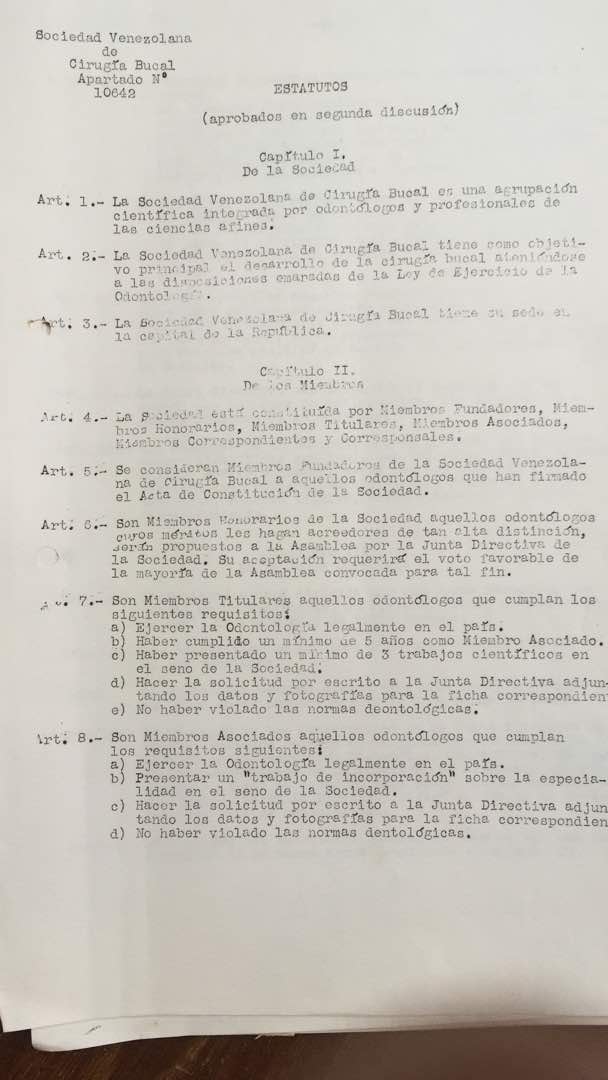 Sociedad Venezolana
de
Cirugía Bucal
Apartado Nº
10642
ESTATUTOS
(aprobados en segunda discusión)
Capítulo I.
De la Sociedad
Art. 1.- La Sociedad Venezolana de Cirugía Bucal es una agrupación
científica integrada por odontólogos y profesionales de
las ciencias afines.
Art. 2.- La Sociedad Venezolana de Cirugía Bucal tiene como objeti-
vo principal el desarrollo de la cirugía bucal ateniéndose
a las disposiciones emanadas de la Ley de Ejercicio de la
Odontología.
Art. 3.- La Sociedad Venezolana de Cirugía Bucal tiene su sede en
la capital de la República.
Capítulo II.
De los Miembros
Art. 4.- La Sociedad está constituída por Miembros Fundadores, Miem-
bros Honorarios, Miembros Titulares, Miembros Asociados,
Miembros Correspondientes y Corresponsales.
Art. 5.- Se consideran Miembros Fundadores de la Sociedad Venezola-
na de Cirugía Bucal a aquellos odontólogos que han firmado
el Acta de Constitución de la Sociedad.
Art. 6.- Son Miembros Honorarios de la Sociedad aquellos odontólogos
cuyos méritos les hagan acreedores de tan alta distinción,
serán propuestos a la Asamblea por la Junta Directiva de
la Sociedad. Su aceptación requerirá el voto favorable de
la mayoría de la Asamblea convocada para tal fin.
Art. 7.- Son Miembros Titulares aquellos odontólogos que cumplan los
siguientes requisitos:
a) Ejercer la Odontología legalmente en el país.
b) Haber cumplido un mínimo de 5 años como Miembro Asociado.
c) Haber presentado un mínimo de 3 trabajos científicos en
el seno de la Sociedad.
d) Hacer la solicitud por escrito a la Junta Directiva adjun-
tando los datos y fotografías para la ficha correspondien
e) No haber violado las normas deontológicas.
Art. 8.- Son Miembros Asociados aquellos odontólogos que cumplan
los requisitos siguientes:
a) Ejercer la Odontología legalmente en el país.
b) Presentar un "trabajo de incorporación" sobre la especia-
lidad en el seno de la Sociedad.
c) Hacer la solicitud por escrito a la Junta Directiva adjun
tando los datos y fotografías para la ficha correspondien
d) No haber violado las normas dentológicas.